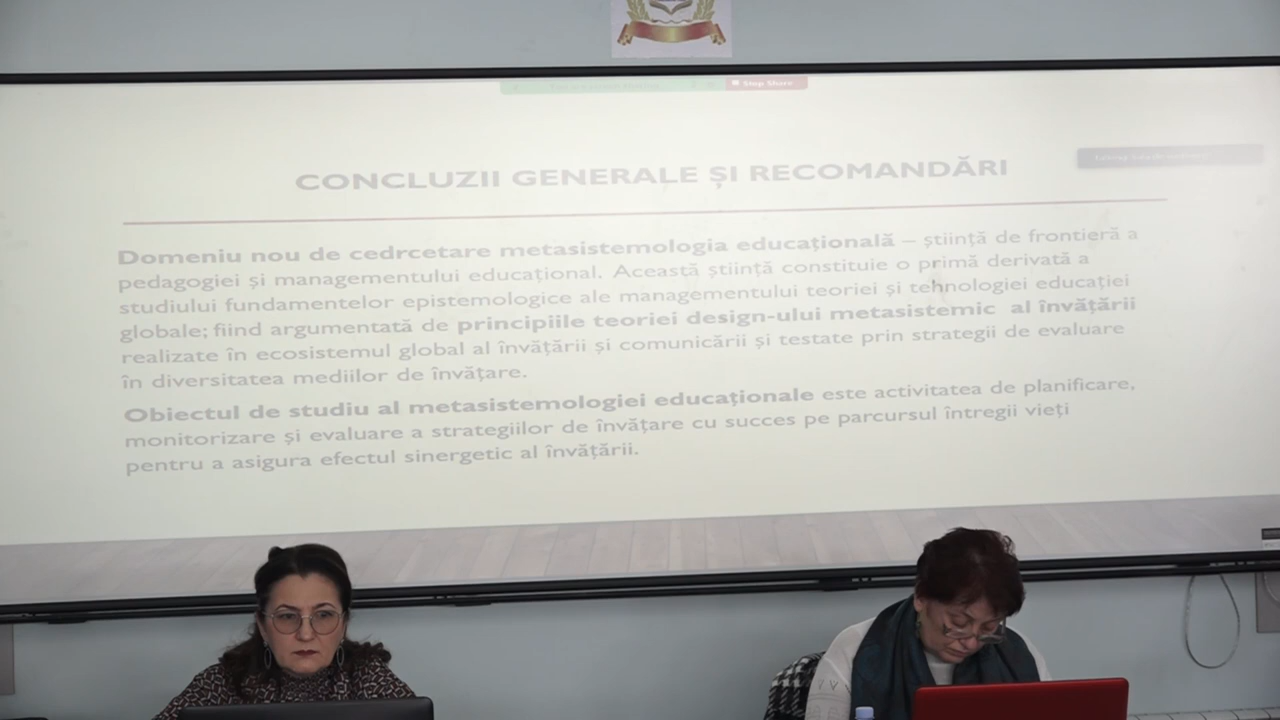 Stop Share
CONCLUZII GENERALE ȘI RECOMANDĂRI
Domeniu nou de cedrcetare metasistemologia educațională – știință de frontieră a
pedagogiei și managementului educațional. Această știință constituie o primă derivată a
studiului fundamentelor epistemologice ale managementului teoriei și tehnologiei educației
globale; fiind argumentată de principiile teoriei design-ului metasistemic al învățării
realizate în ecosistemul global al învățării și comunicării și testate prin strategii de evaluare
în diversitatea mediilor de învățare.
Obiectul de studiu al metasistemologiei educaționale este activitatea de planificare,
monitorizare și evaluare a strategiilor de învățare cu succes pe parcursul întregii vieți
pentru a asigura efectul sinergetic al învățării.